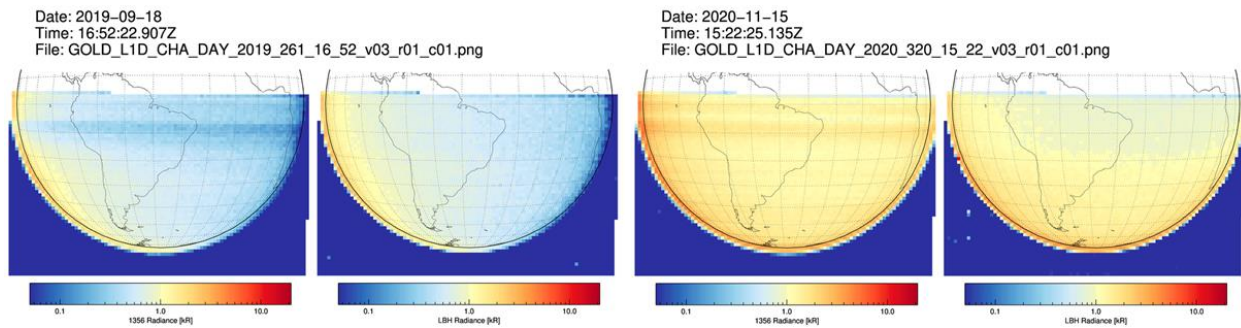 Date: 2019-09-18
Time: 16:52:22.907Z
File: GOLD_L1D_CHA_DAY_2019_261_16_52_v03_r01_c01.png
Date: 2020-11-15
Time: 15:22:25.135Z
File: GOLD_L1D_CHA_DAY_2020_320_15_22_v03_r01_c01.png
0.1 1.0 10.0
1356 Radiance [kR]
0.1 1.0 10.0
LBH Radiance [kR]
0.1 1.0 10.0
1356 Radiance [kR]
0.1 1.0 10.0
LBH Radiance [kR]